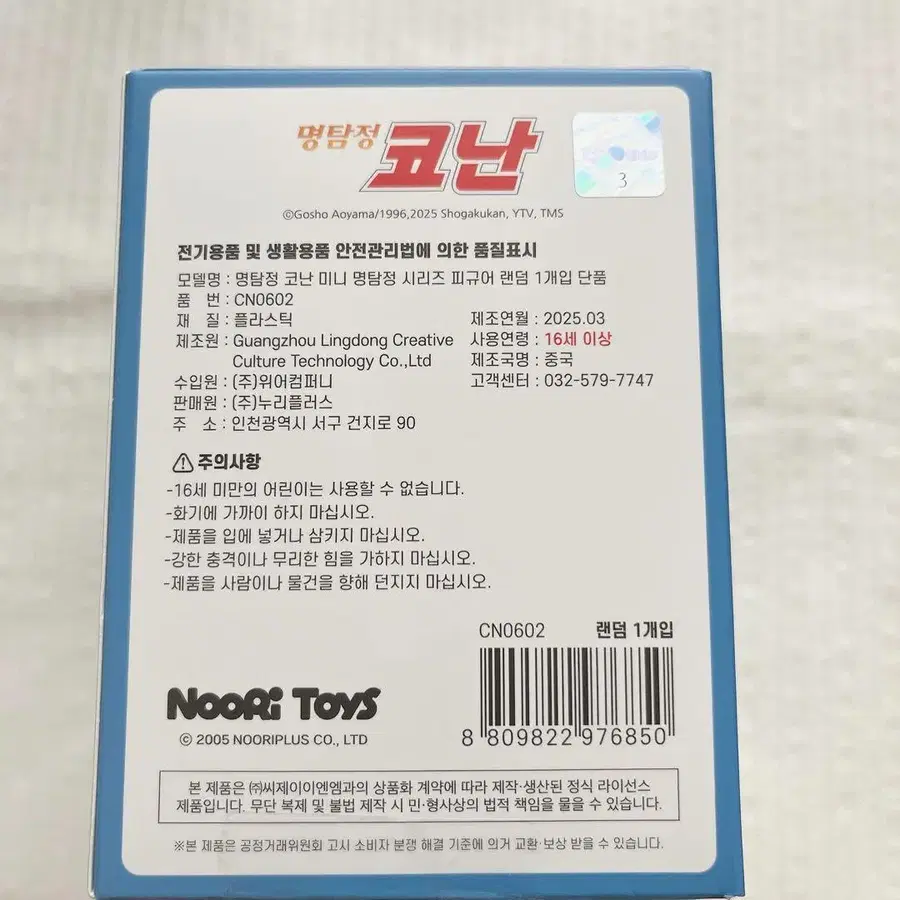 명탐정 코난
3
©Gosho Aoyama/1996,2025 Shogakukan, YTV, TMS
전기용품 및 생활용품 안전관리법에 의한 품질표시
모델명 : 명탐정 코난 미니 명탐정 시리즈 피규어 랜덤 1개입 단품
품 번 : CN0602
재 질 : 플라스틱
제조원 : Guangzhou Lingdong Creative
Culture Technology Co.,Ltd
수입원 : (주)위어컴퍼니
판매원 : (주)누리플러스
주 소 : 인천광역시 서구 건지로 90
제조연월 : 2025.03
사용연령 : 16세 이상
제조국명 : 중국
고객센터 : 032-579-7747
⚠ 주의사항
-16세 미만의 어린이는 사용할 수 없습니다.
-화기에 가까이 하지 마십시오.
-제품을 입에 넣거나 삼키지 마십시오.
-강한 충격이나 무리한 힘을 가하지 마십시오.
-제품을 사람이나 물건을 향해 던지지 마십시오.
CN0602 랜덤 1개입
8 809822 976850
NOORI TOYS
© 2005 NOORIPLUS CO., LTD
본 제품은 ㈜씨제이이엔엠과의 상품화 계약에 따라 제작·생산된 정식 라이선스
제품입니다. 무단 복제 및 불법 제작 시 민·형사상의 법적 책임을 물을 수 있습니다.
※본 제품은 공정거래위원회 고시 소비자 분쟁 해결 기준에 의거 교환·보상 받을 수 있습니다.